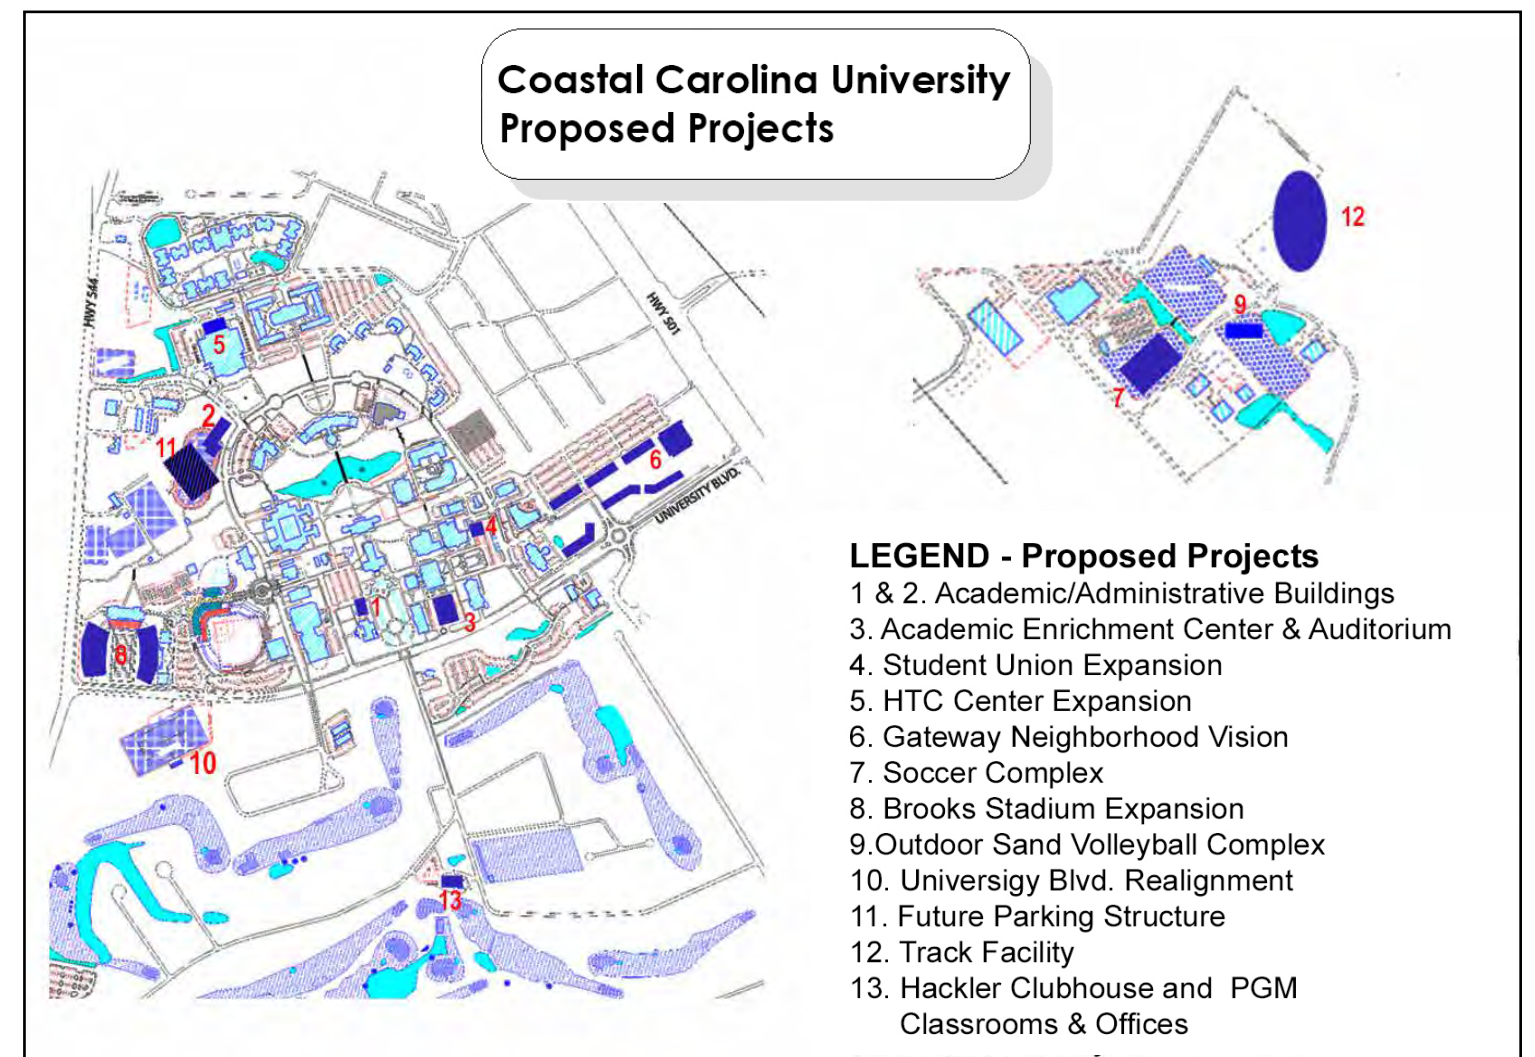 Coastal Carolina University
Proposed Projects
HWY 544
HWY 501
UNIVERSITY BLVD.
5
2
11
6
4
1
3
8
10
13
12
9
7
LEGEND - Proposed Projects
1 & 2. Academic/Administrative Buildings
3. Academic Enrichment Center & Auditorium
4. Student Union Expansion
5. HTC Center Expansion
6. Gateway Neighborhood Vision
7. Soccer Complex
8. Brooks Stadium Expansion
9.Outdoor Sand Volleyball Complex
10. Universigy Blvd. Realignment
11. Future Parking Structure
12. Track Facility
13. Hackler Clubhouse and PGM
Classrooms & Offices